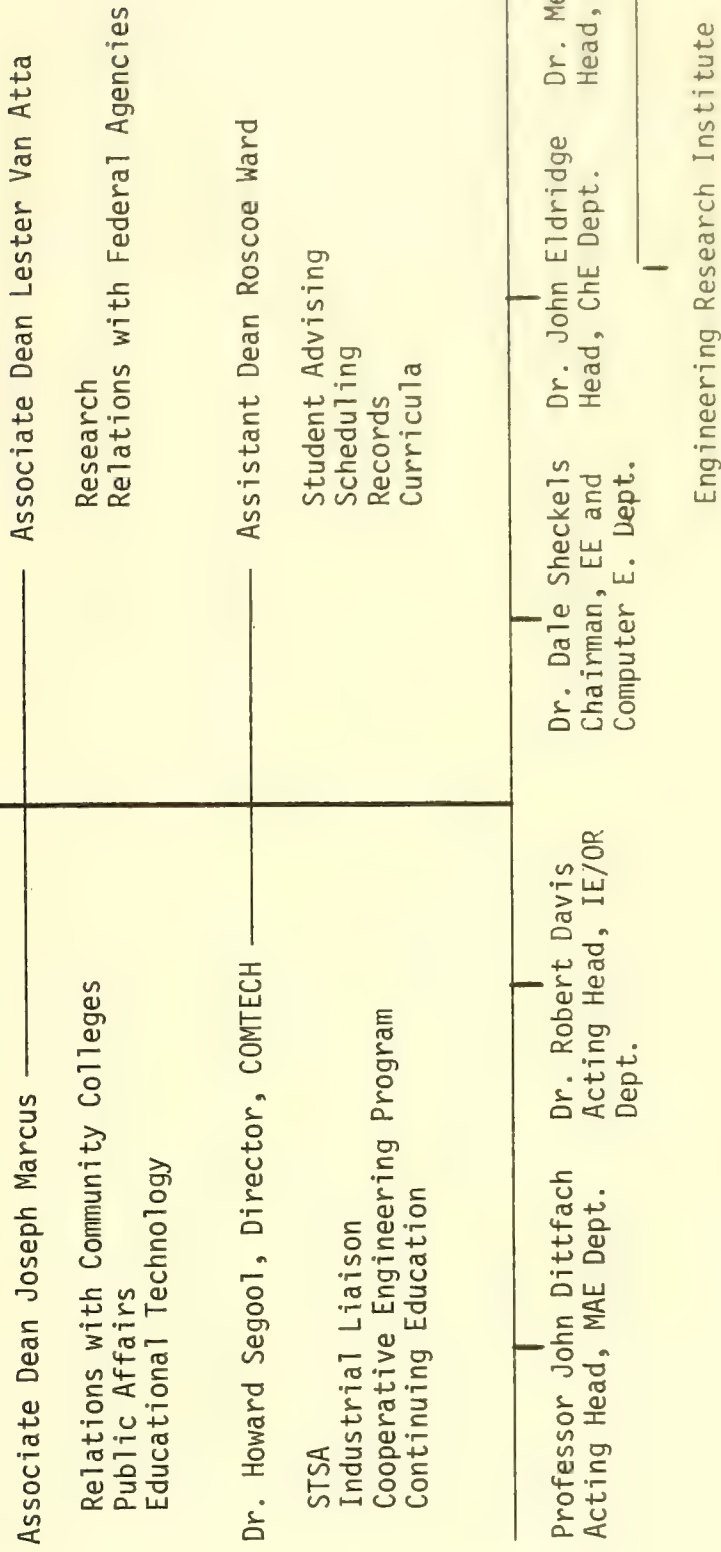 Associate Dean Joseph Marcus
Relations with Community Colleges
Public Affairs
Educational Technology
Associate Dean Lester Van Atta
Research
Relations with Federal Agencies
Dr. Howard Segool, Director, COMTECH
STSA
Industrial Liaison
Cooperative Engineering Program
Continuing Education
Assistant Dean Roscoe Ward
Student Advising
Scheduling
Records
Curricula
Professor John Dittfach
Acting Head, MAE Dept.
Dr. Robert Davis
Acting Head, IE/OR
Dept.
Dr. Dale Sheckels
Chairman, EE and
Computer E. Dept.
Dr. John Eldridge
Head, ChE Dept.
Dr.
Head,
Engineering Research Institute